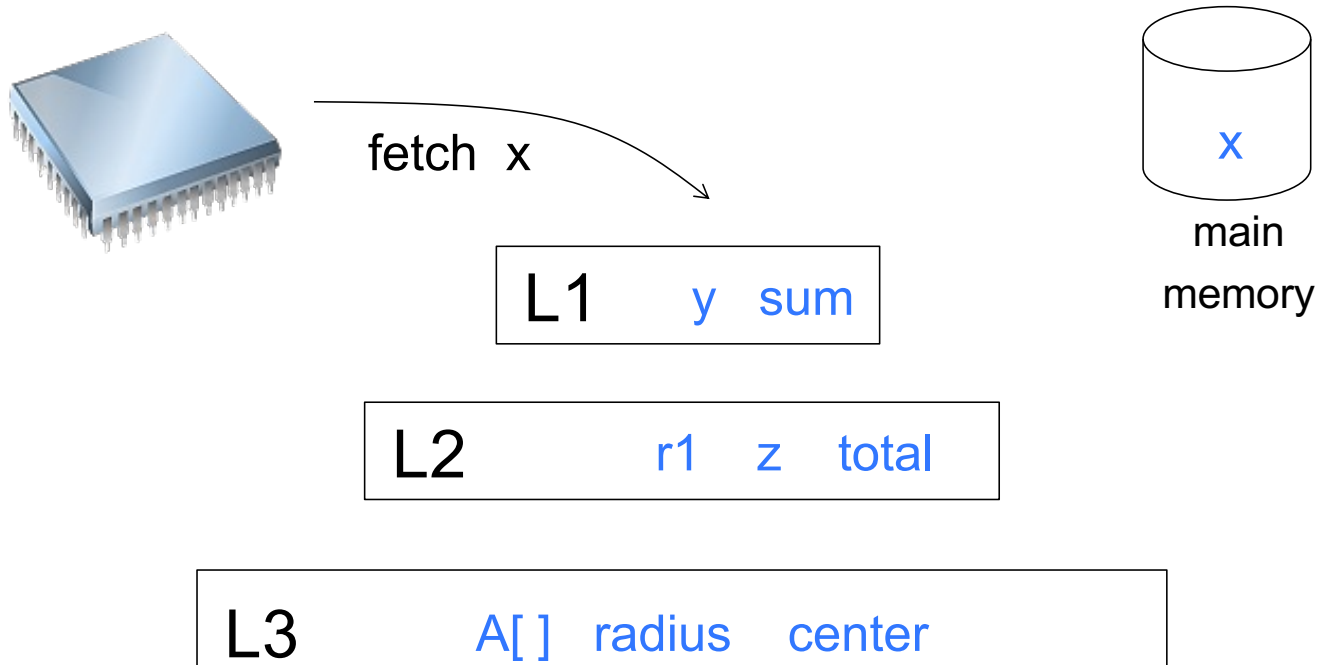 fetch x
x
main
memory
L1 y sum
L2 r1 z total
L3 A[ ] radius center